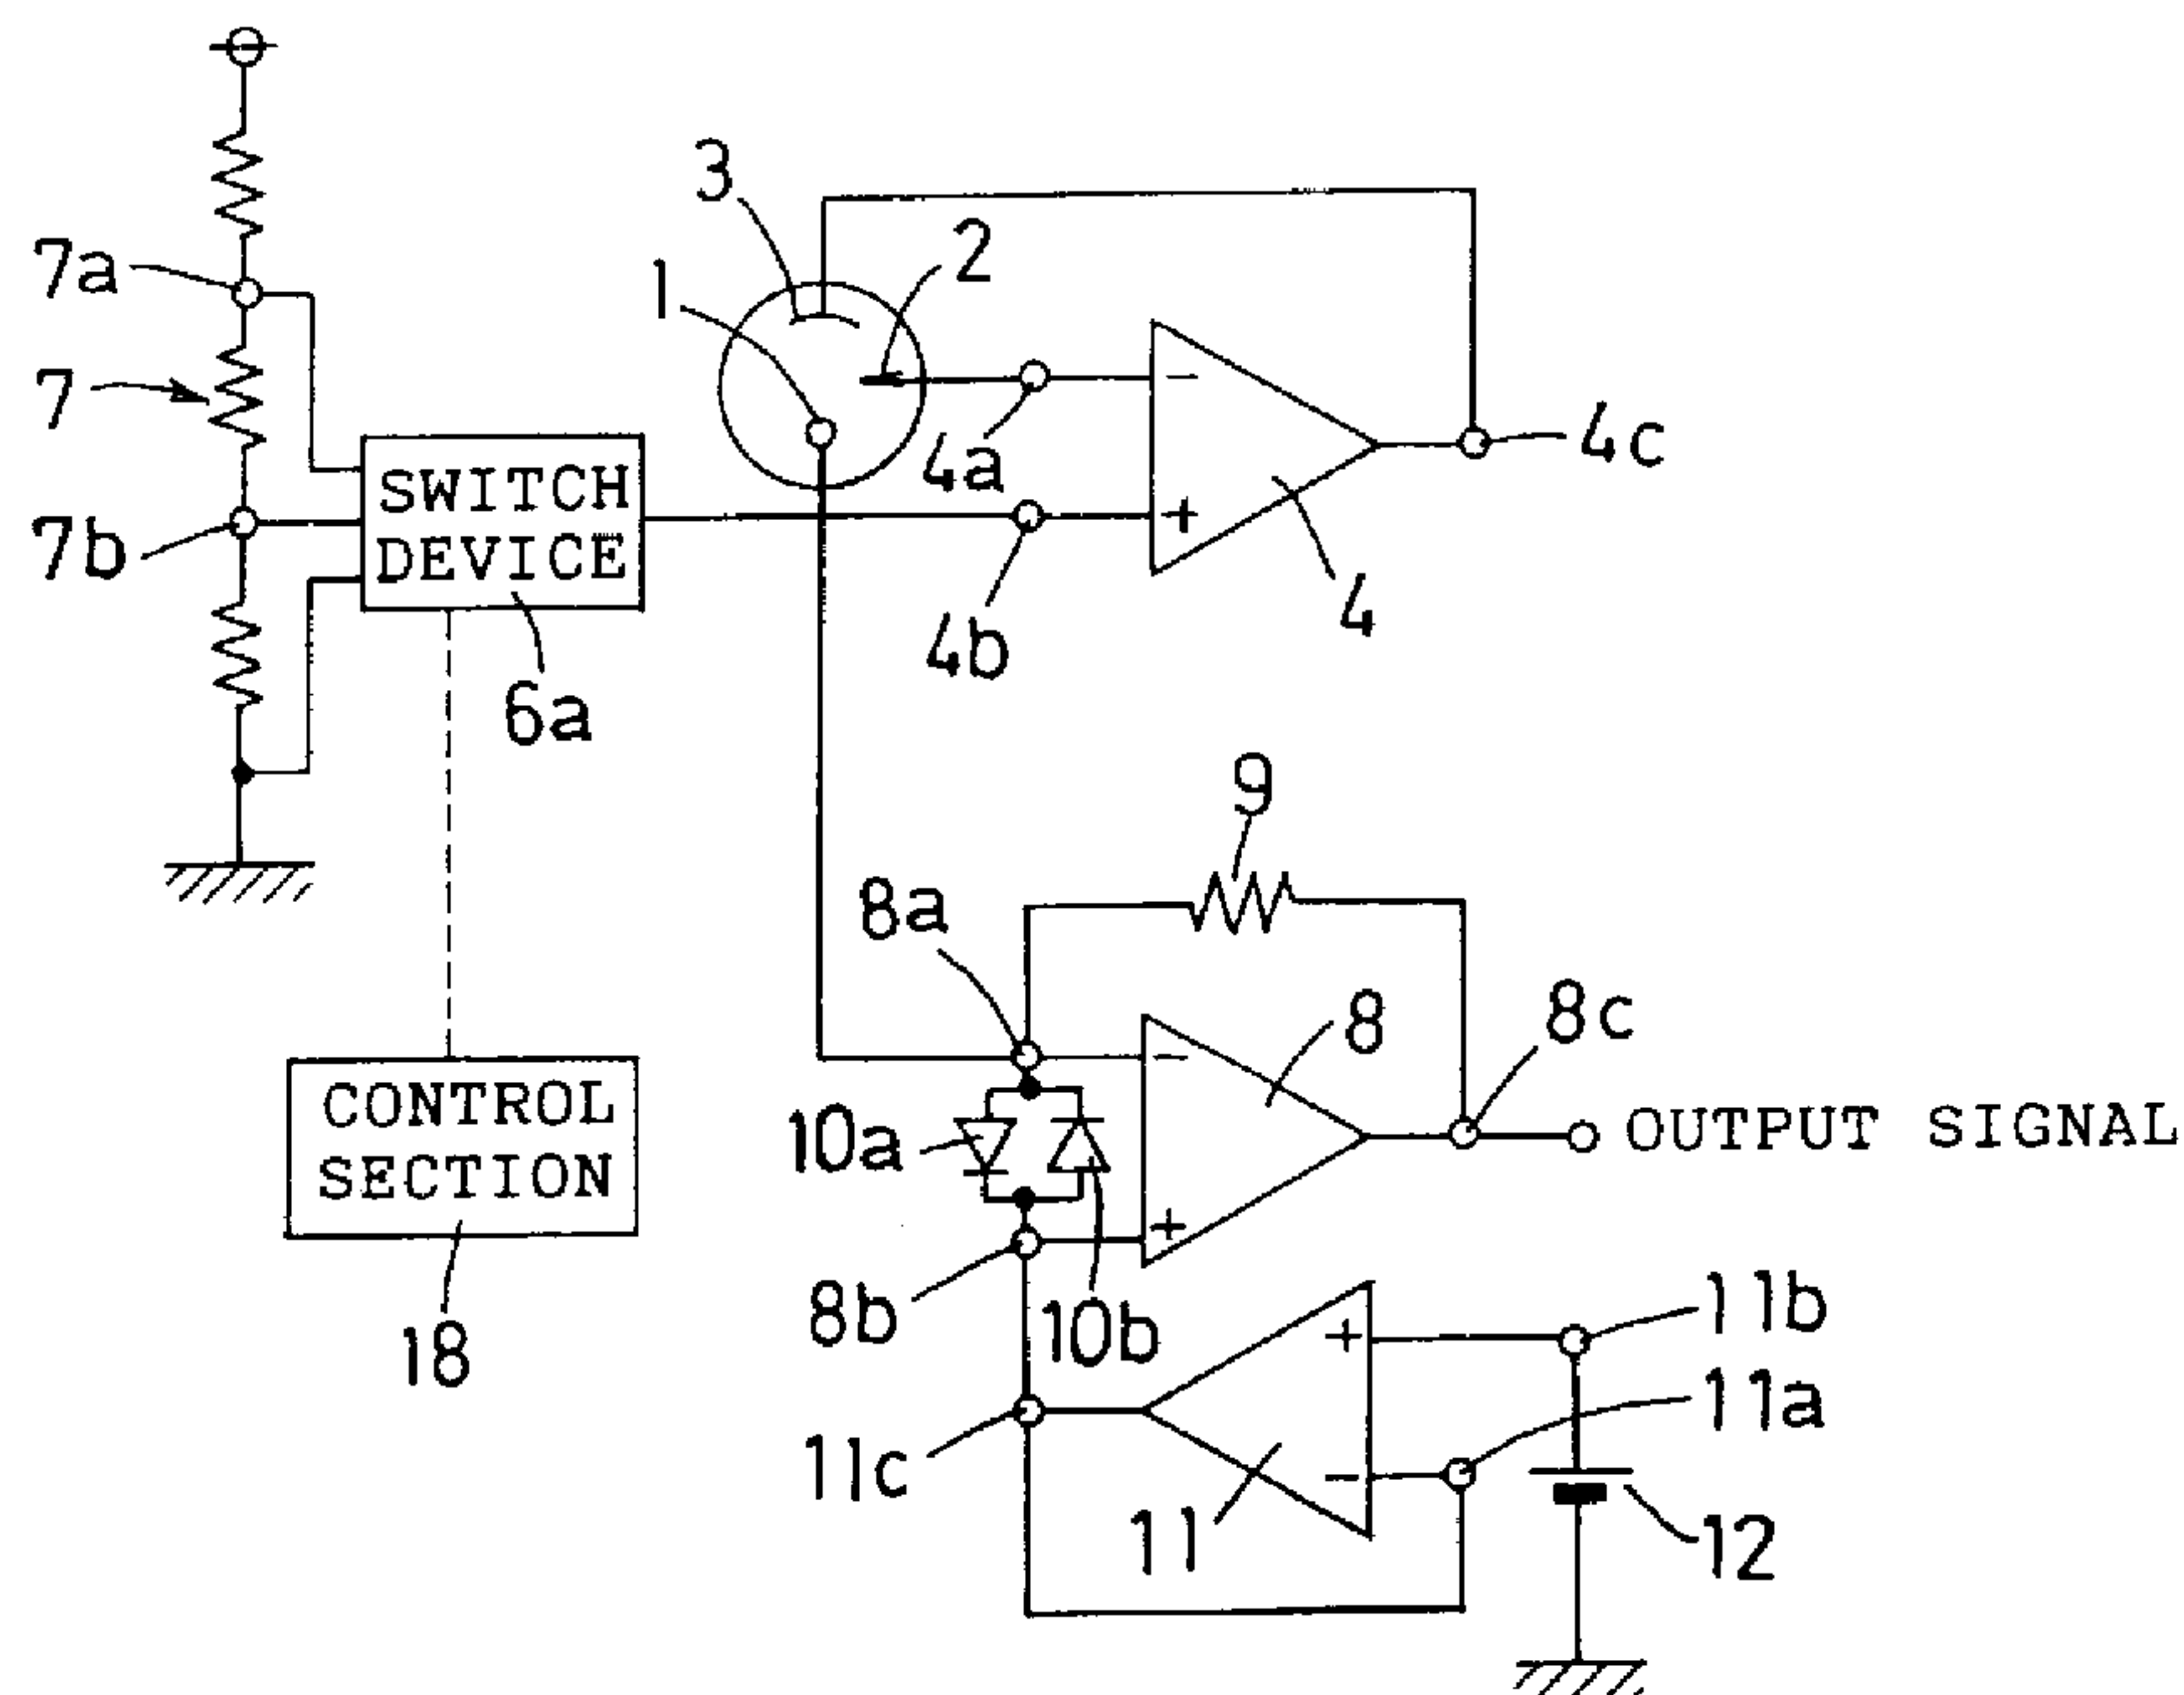 3
2
1
7a
7
4a
4c
SWITCH
DEVICE
-
+
7b
4b
4
6a
9
8a
8
8c
CONTROL
SECTION
-
10a
OUTPUT SIGNAL
+
8b
10b
11b
+
18
11a
11c
-
11
12